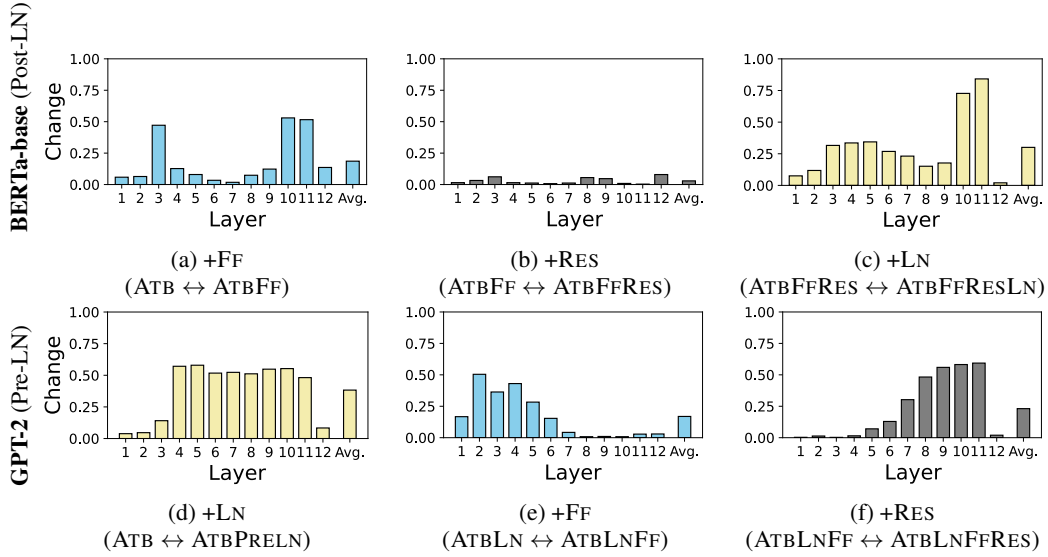 BERTa-base (Post-LN)
Change
1.00
0.75
0.50
0.25
0.00
1 2 3 4 5 6 7 8 9 10 11 12 Avg.
Layer
(a) +FF
(ATB ↔ ATBFF)
1.00
0.75
0.50
0.25
0.00
1 2 3 4 5 6 7 8 9 10 11 12 Avg.
Layer
(b) +RES
(ATBFF ↔ ATBFFRES)
1.00
0.75
0.50
0.25
0.00
1 2 3 4 5 6 7 8 9 10 11 12 Avg.
Layer
(c) +LN
(ATBFFRES ↔ ATBFFRESLN)
GPT-2 (Pre-LN)
Change
1.00
0.75
0.50
0.25
0.00
1 2 3 4 5 6 7 8 9 10 11 12 Avg.
Layer
(d) +LN
(ATB ↔ ATBPRELN)
1.00
0.75
0.50
0.25
0.00
1 2 3 4 5 6 7 8 9 10 11 12 Avg.
Layer
(e) +FF
(ATBLN ↔ ATBLNFF)
1.00
0.75
0.50
0.25
0.00
1 2 3 4 5 6 7 8 9 10 11 12 Avg.
Layer
(f) +RES
(ATBLNFF ↔ ATBLNFFRES)